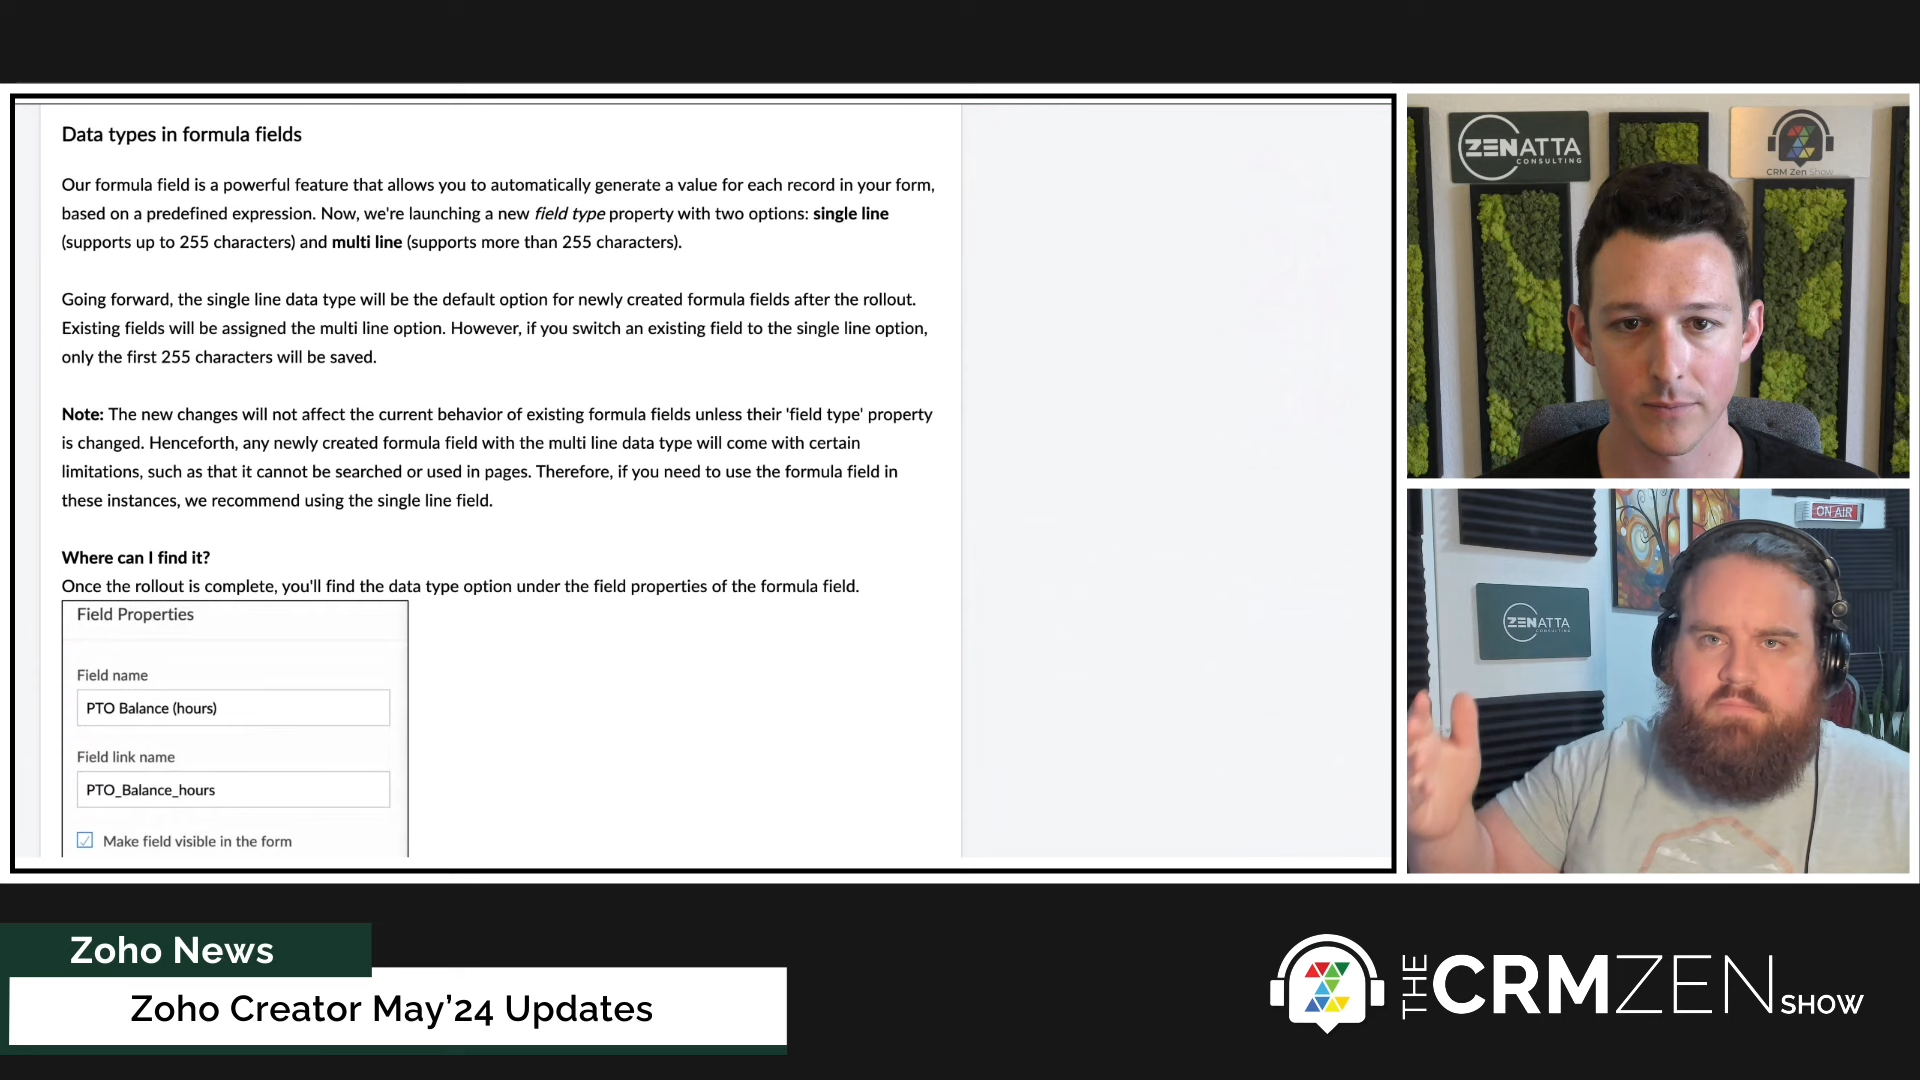 Data types in formula fields
Our formula field is a powerful feature that allows you to automatically generate a value for each record in your form,
based on a predefined expression. Now, we're launching a new field type property with two options: single line
(supports up to 255 characters) and multi line (supports more than 255 characters).
Going forward, the single line data type will be the default option for newly created formula fields after the rollout.
Existing fields will be assigned the multi line option. However, if you switch an existing field to the single line option,
only the first 255 characters will be saved.
Note: The new changes will not affect the current behavior of existing formula fields unless their 'field type' property
is changed. Henceforth, any newly created formula field with the multi line data type will come with certain
limitations, such as that it cannot be searched or used in pages. Therefore, if you need to use the formula field in
these instances, we recommend using the single line field.
Where can I find it?
Once the rollout is complete, you'll find the data type option under the field properties of the formula field.
Field Properties
Field name
PTO Balance (hours)
Field link name
PTO_Balance_hours
Make field visible in the form
ZENATTA
CONSULTING
CRM Zen Show
ON AIR
ZENATTA
CONSULTING
Zoho News
Zoho Creator May’24 Updates
THE CRMZEN SHOW